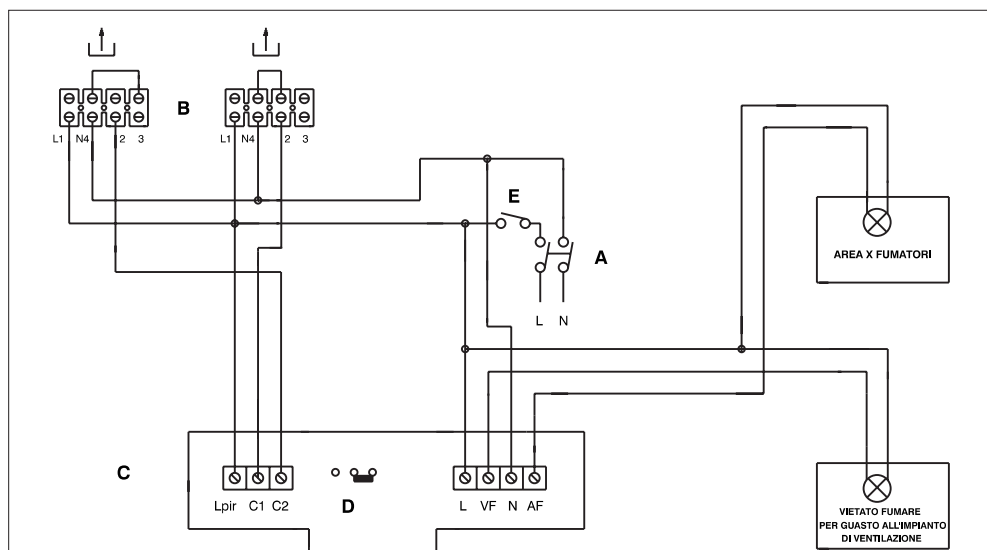 B
L1 N4 2 3
L1 N4 2 3
E
A
L N
AREA X FUMATORI
C
Lpir C1 C2
D
L VF N AF
VIETATO FUMARE
PER GUASTO ALL'IMPIANTO
DI VENTILAZIONE